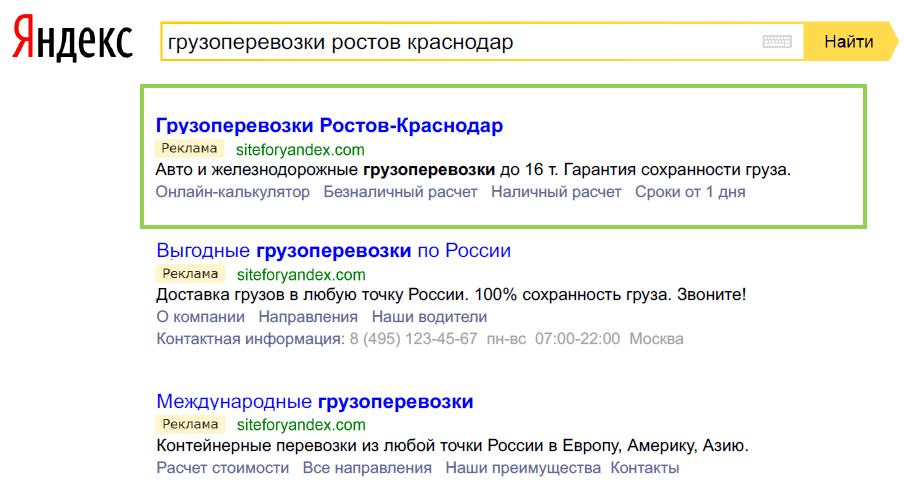 Яндекс грузоперевозки ростов краснодар Найти
Грузоперевозки Ростов-Краснодар
Реклама siteforyandex.com
Авто и железнодорожные грузоперевозки до 16 т. Гарантия сохранности груза.
Онлайн-калькулятор Безналичный расчет Наличный расчет Сроки от 1 дня
Выгодные грузоперевозки по России
Реклама siteforyandex.com
Доставка грузов в любую точку России. 100% сохранность груза. Звоните!
О компании Направления Наши водители
Контактная информация: 8 (495) 123-45-67 пн-вс 07:00-22:00 Москва
Международные грузоперевозки
Реклама siteforyandex.com
Контейнерные перевозки из любой точки России в Европу, Америку, Азию.
Расчет стоимости Все направления Наши преимущества Контакты